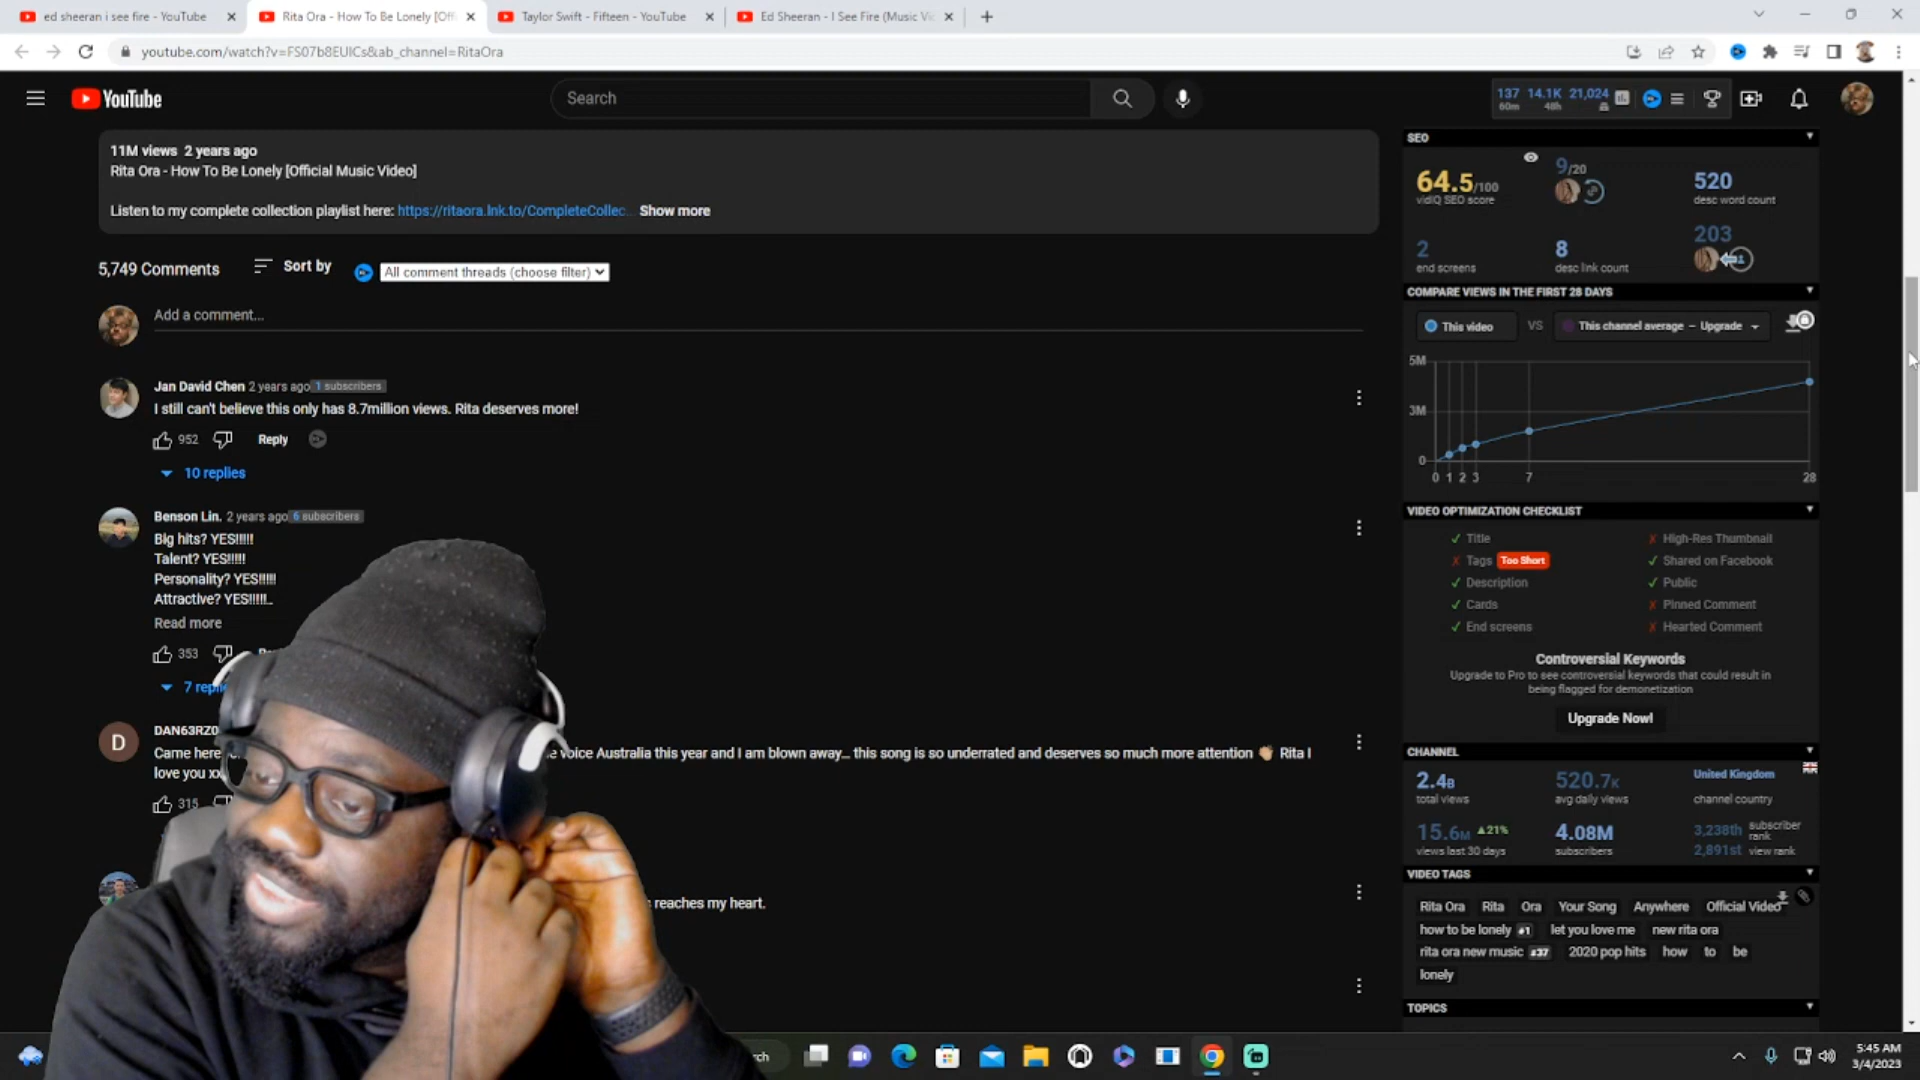 ed sheeran i see fire - YouTube
Rita Ora - How To Be Lonely [Offi
Taylor Swift - Fifteen - YouTube
Ed Sheeran - I See Fire (Music Vi
youtube.com/watch?v=FS07b8EUlCs&ab_channel=RitaOra
YouTube
Search
137 14.1K 21,024
60m 48h
11M views 2 years ago
Rita Ora - How To Be Lonely [Official Music Video]
Listen to my complete collection playlist here: https://ritaora.lnk.to/CompleteCollec... Show more
5,749 Comments
Sort by
All comment threads (choose filter)
Add a comment...
Jan David Chen 2 years ago 1 subscribers
I still can't believe this only has 8.7million views. Rita deserves more!
952 Reply
10 replies
Benson Lin. 2 years ago 6 subscribers
Big hits? YES!!!!!
Talent? YES!!!!!
Personality? YES!!!!!
Attractive? YES!!!!!...
Read more
353
7
DAN63RZ0
Came here voice Australia this year and I am blown away... this song is so underrated and deserves so much more attention 👏🏼 Rita I
love you
315
D
reaches my heart.
SEO
64.5/100
vidIQ SEO score
9/20
520
desc word count
2
end screens
8
desc link count
203
COMPARE VIEWS IN THE FIRST 28 DAYS
This video VS This channel average – Upgrade
5M
3M
0
0 1 2 3 7 28
VIDEO OPTIMIZATION CHECKLIST
✓ Title
✗ High-Res Thumbnail
✗ Tags Too Short
✓ Shared on Facebook
✓ Description
✓ Public
✓ Cards
✗ Pinned Comment
✓ End screens
✗ Hearted Comment
Controversial Keywords
Upgrade to Pro to see controversial keywords that could result in
being flagged for demonetization
Upgrade Now!
CHANNEL
2.4B
total views
520.7K
avg daily views
United Kingdom
channel country
15.6M ▲21%
views last 30 days
4.08M
subscribers
3,238th subscriber rank
2,891st view rank
VIDEO TAGS
Rita Ora Rita Ora Your Song Anywhere Official Video
how to be lonely #1 let you love me new rita ora
rita ora new music #37 2020 pop hits how to be
lonely
TOPICS
5:45 AM
3/4/2023